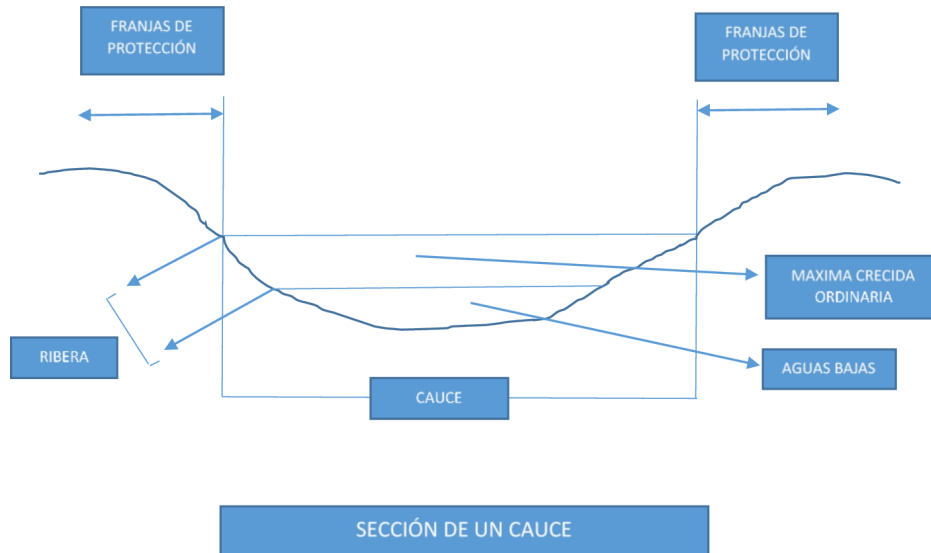 FRANJAS DE
PROTECCIÓN
FRANJAS DE
PROTECCIÓN
MAXIMA CRECIDA
ORDINARIA
RIBERA
AGUAS BAJAS
CAUCE
SECCIÓN DE UN CAUCE